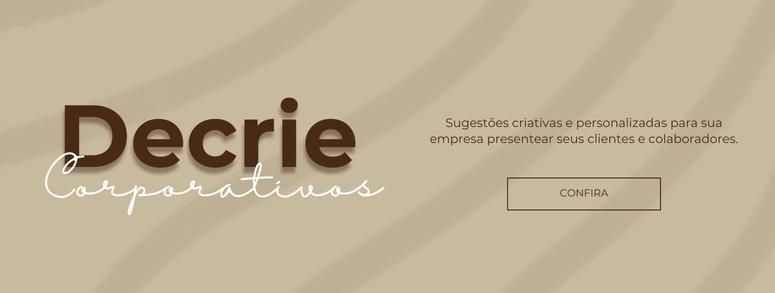 Decrie
Corporativos
Sugestões criativas e personalizadas para sua
empresa presentear seus clientes e colaboradores.
CONFIRA